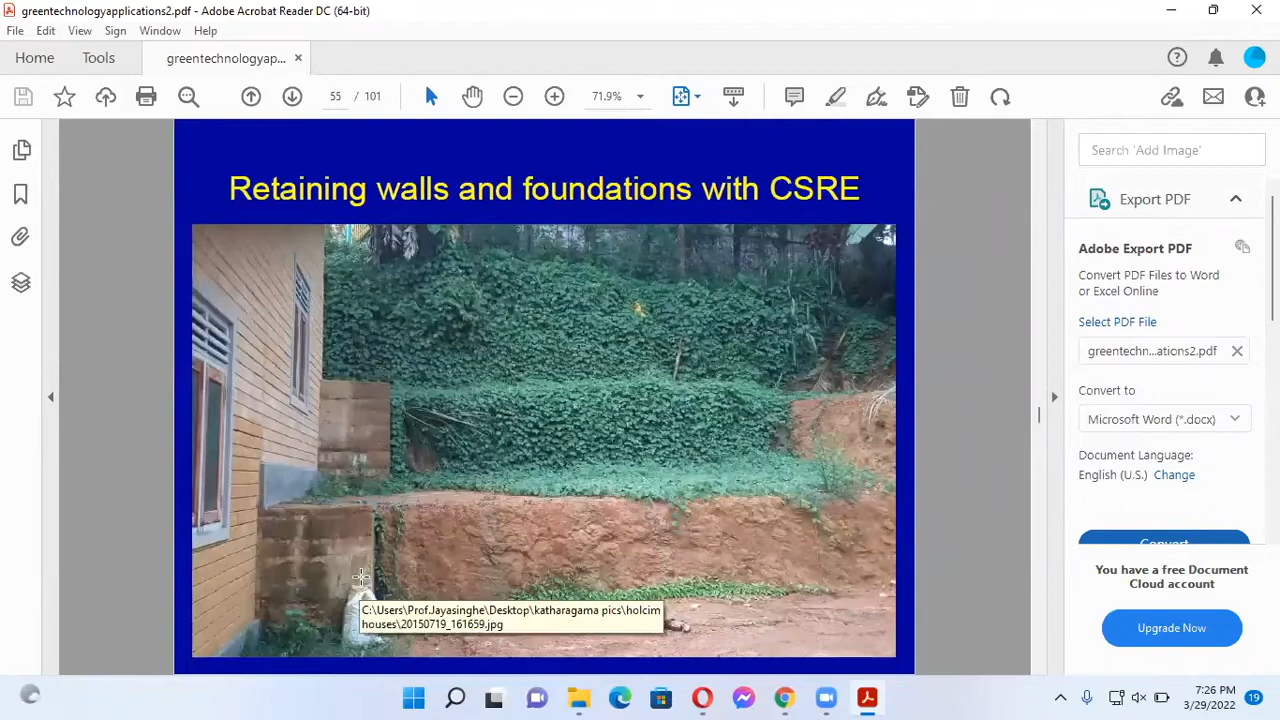 greentechnologyapplications2.pdf - Adobe Acrobat Reader DC (64-bit)
File Edit View Sign Window Help
Home Tools greentechnologyap... ×
55 / 101 71.9%
Search 'Add Image'
Export PDF
Adobe Export PDF
Convert PDF Files to Word
or Excel Online
Select PDF File
greentechn...ations2.pdf
Convert to
Microsoft Word (*.docx)
Document Language:
English (U.S.) Change
Convert
You have a free Document
Cloud account
Upgrade Now
Retaining walls and foundations with CSRE
C:\Users\Prof.Jayasinghe\Desktop\katharagama pics\holcim
houses\20150719_161659.jpg
7:26 PM
3/29/2022
19